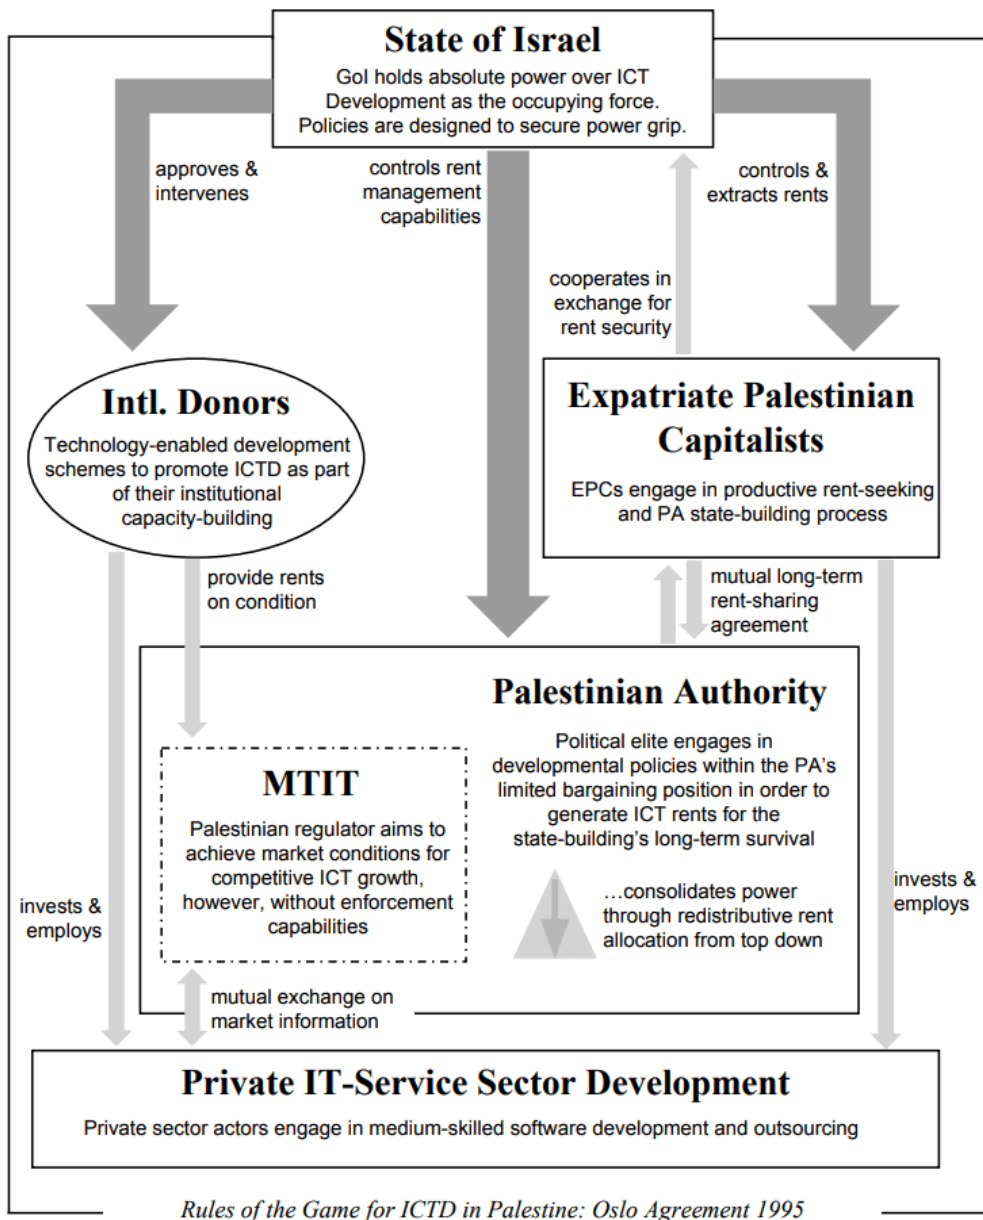 State of Israel
GoI holds absolute power over ICT
Development as the occupying force.
Policies are designed to secure power grip.
approves &
intervenes
controls rent
management
capabilities
controls &
extracts rents
cooperates in
exchange for
rent security
Intl. Donors
Technology-enabled development
schemes to promote ICTD as part
of their institutional
capacity-building
Expatriate Palestinian
Capitalists
EPCs engage in productive rent-seeking
and PA state-building process
provide rents
on condition
mutual long-term
rent-sharing
agreement
Palestinian Authority
Political elite engages in
developmental policies within the PA's
limited bargaining position in order to
generate ICT rents for the
state-building's long-term survival
MTIT
Palestinian regulator aims to
achieve market conditions for
competitive ICT growth,
however, without enforcement
capabilities
...consolidates power
through redistributive rent
allocation from top down
invests &
employs
invests &
employs
mutual exchange on
market information
Private IT-Service Sector Development
Private sector actors engage in medium-skilled software development and outsourcing
Rules of the Game for ICTD in Palestine: Oslo Agreement 1995